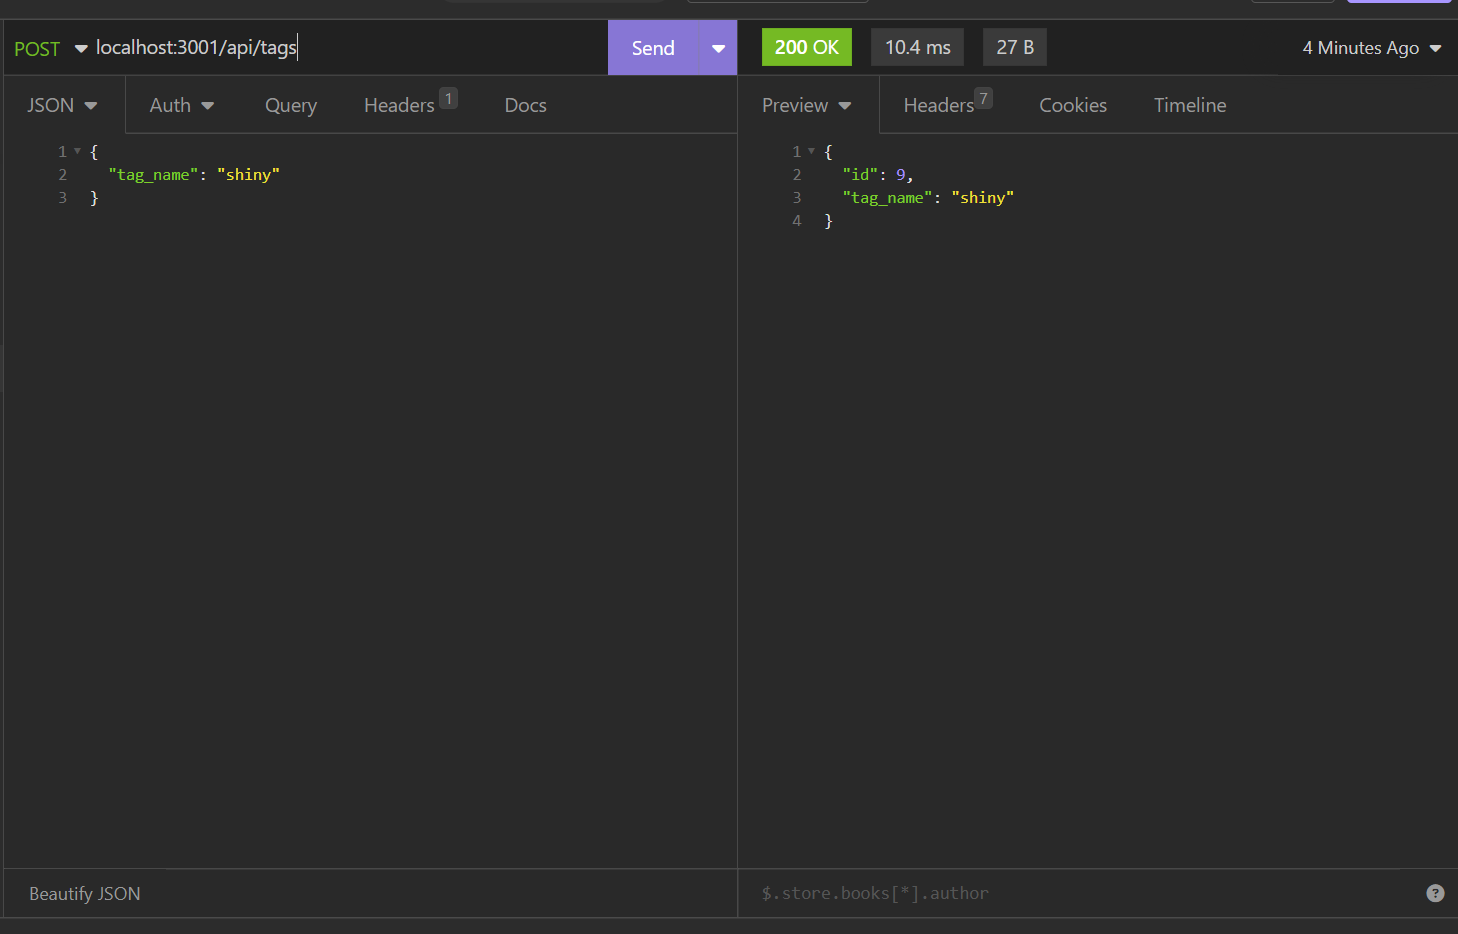 POST localhost:3001/api/tags Send 200 OK 10.4 ms 27 B 4 Minutes Ago
JSON Auth Query Headers 1 Docs
1 {
2 "tag_name": "shiny"
3 }
Beautify JSON
Preview Headers 7 Cookies Timeline
1 {
2 "id": 9,
3 "tag_name": "shiny"
4 }
$.store.books[*].author ?